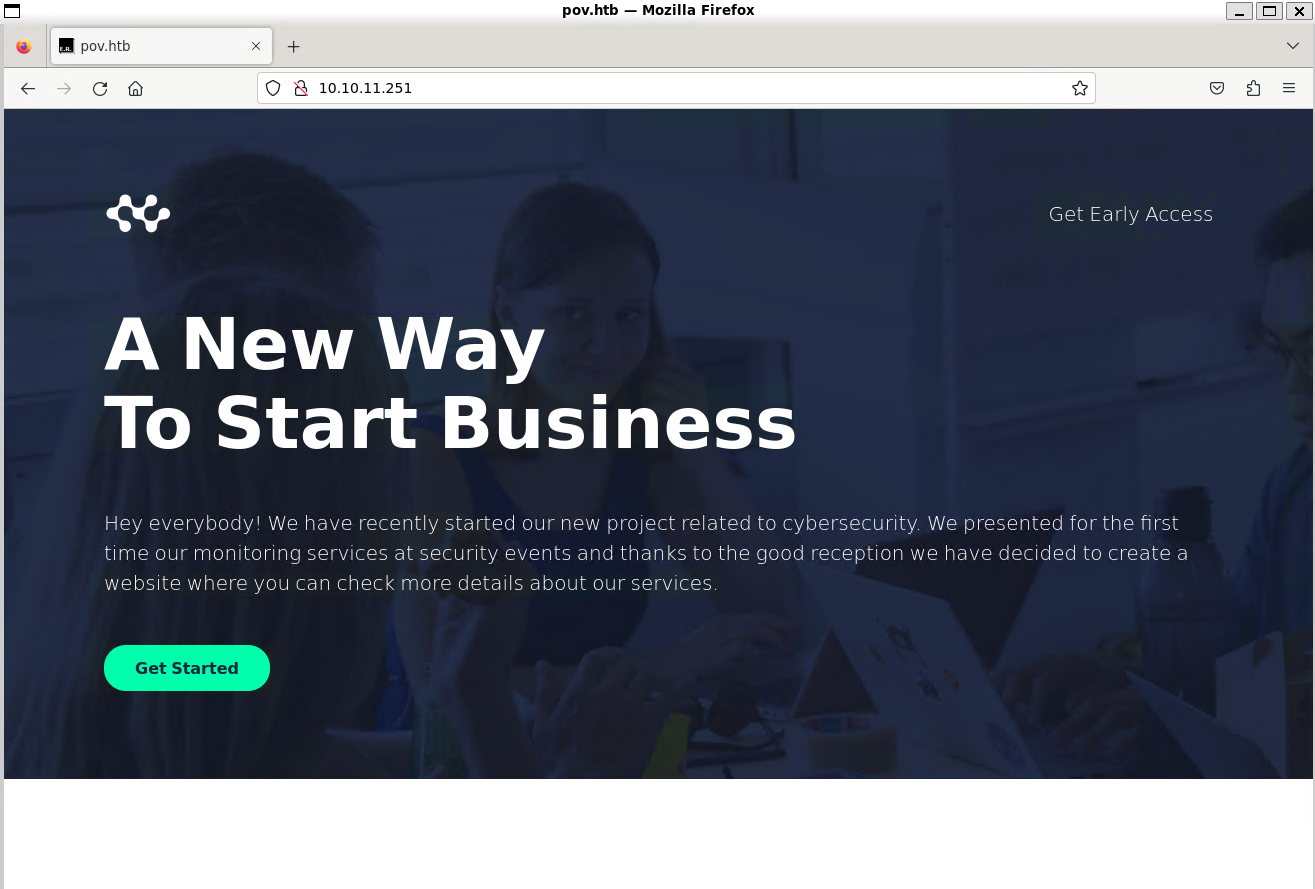 pov.htb — Mozilla Firefox
pov.htb
10.10.11.251
Get Early Access
A New Way
To Start Business
Hey everybody! We have recently started our new project related to cybersecurity. We presented for the first
time our monitoring services at security events and thanks to the good reception we have decided to create a
website where you can check more details about our services.
Get Started